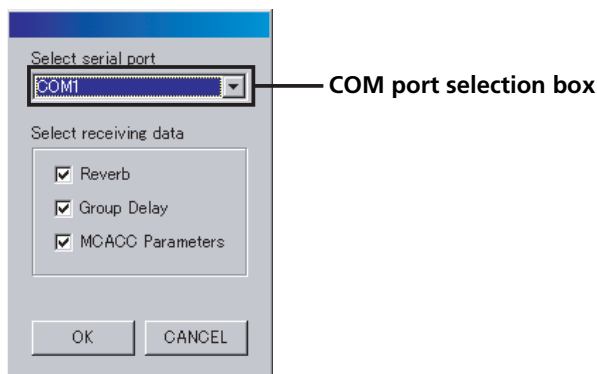 Select serial port
COM1
COM port selection box
Select receiving data
Reverb
Group Delay
MCACC Parameters
OK
CANCEL